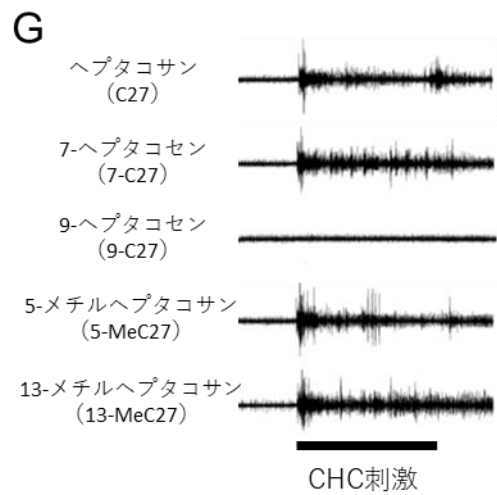 G
ヘプタコサン
（C27）
7-ヘプタコセン
（7-C27）
9-ヘプタコセン
（9-C27）
5-メチルヘプタコサン
（5-MeC27）
13-メチルヘプタコサン
（13-MeC27）
CHC刺激